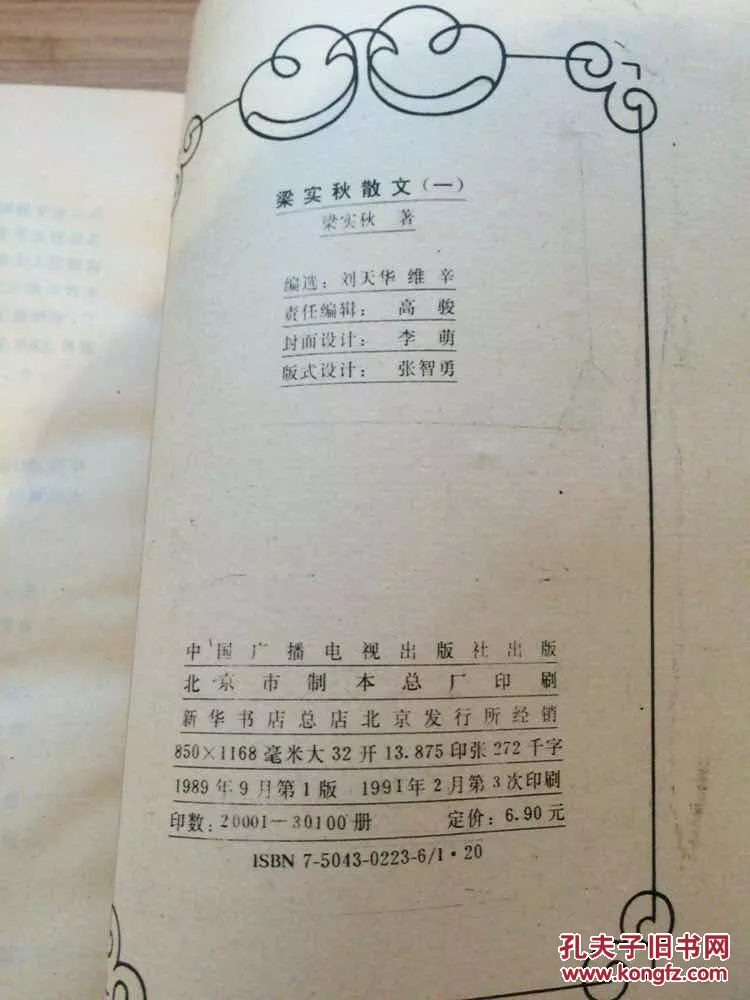 梁实秋散文(一)
梁实秋 著
编选: 刘天华 维辛
责任编辑: 高骏
封面设计: 李萌
版式设计: 张智勇
中国广播电视出版社出版
北京市制本总厂印刷
新华书店总店北京发行所经销
850×1168毫米大32开13.875印张272千字
1989年9月第1版 1991年2月第3次印刷
印数: 20001—30100册 定价: 6.90元
ISBN 7-5043-0223-6/I·20
孔夫子旧书网
www.kongfz.com